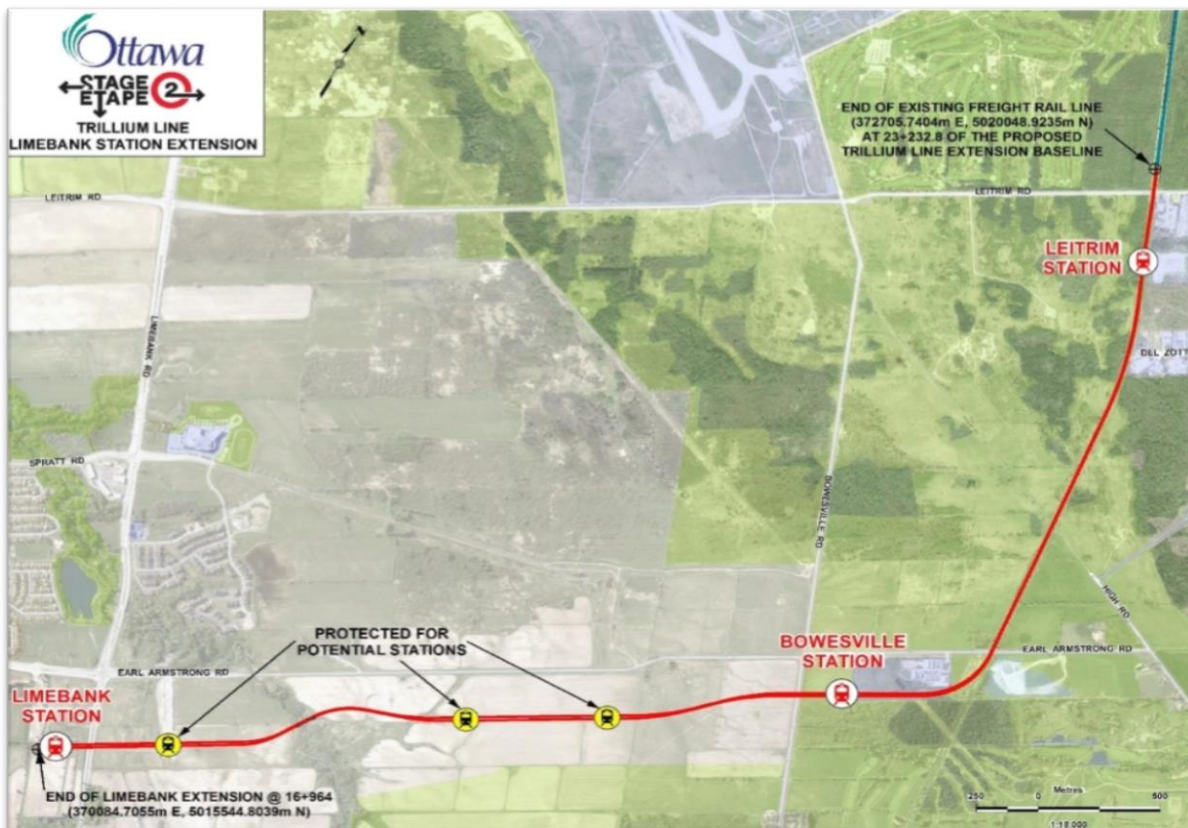 Ottawa
STAGE
ETAPE 2
TRILLIUM LINE
LIMEBANK STATION EXTENSION
END OF EXISTING FREIGHT RAIL LINE
(372705.7404m E, 5020048.9235m N)
AT 23+232.8 OF THE PROPOSED
TRILLIUM LINE EXTENSION BASELINE
LEITRIM RD
LEITRIM RD
LEITRIM
STATION
LIMEBANK RD
DEL ZOTT
SPRATT RD
BOWESVILLE RD
HIGH RD
PROTECTED FOR
POTENTIAL STATIONS
BOWESVILLE
STATION
EARL ARMSTRONG RD
EARL ARMSTRONG RD
LIMEBANK
STATION
END OF LIMEBANK EXTENSION @ 16+964
(370084.7055m E, 5015544.8039m N)
Metres
250 0 500
1:18,000